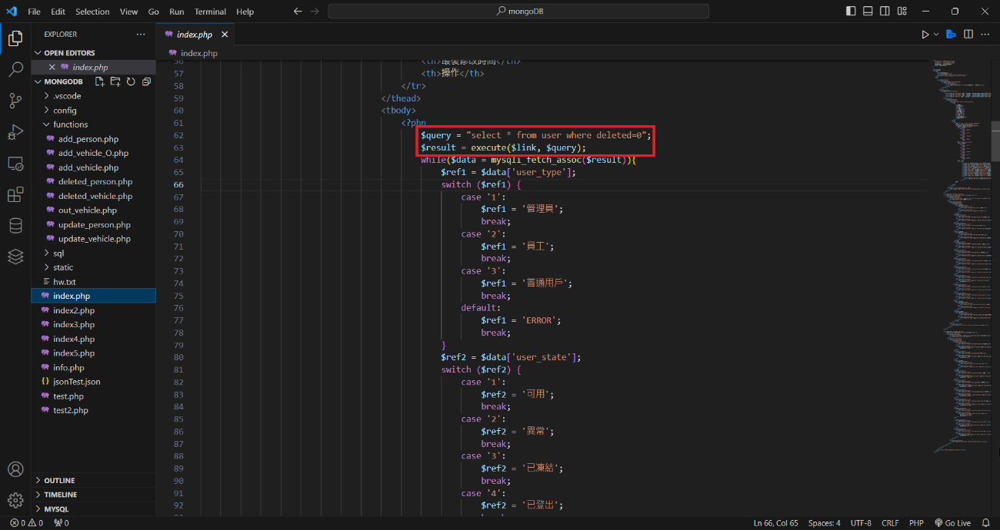 File Edit Selection View Go Run Terminal Help
mongoDB
EXPLORER
OPEN EDITORS
index.php
MONGODB
.vscode
config
functions
add_person.php
add_vehicle_O.php
add_vehicle.php
deleted_person.php
deleted_vehicle.php
out_vehicle.php
update_person.php
update_vehicle.php
sql
static
hw.txt
index.php
index2.php
index3.php
index4.php
index5.php
info.php
jsonTest.json
test.php
test2.php
OUTLINE
TIMELINE
MYSQL
index.php
index.php
56 <th>最後修改時間</th>
57 <th>操作</th>
58 </tr>
59 </thead>
60 <tbody>
61 <?php
62 $query = "select * from user where deleted=0";
63 $result = execute($link, $query);
64 while($data = mysqli_fetch_assoc($result)){
65 $ref1 = $data['user_type'];
66 switch ($ref1) {
67 case '1':
68 $ref1 = '管理員';
69 break;
70 case '2':
71 $ref1 = '員工';
72 break;
73 case '3':
74 $ref1 = '普通用戶';
75 break;
76 default:
77 $ref1 = 'ERROR';
78 break;
79 }
80 $ref2 = $data['user_state'];
81 switch ($ref2) {
82 case '1':
83 $ref2 = '可用';
84 break;
85 case '2':
86 $ref2 = '異常';
87 break;
88 case '3':
89 $ref2 = '已凍結';
90 break;
91 case '4':
92 $ref2 = '已登出';
0 0 0
Ln 66, Col 65 Spaces: 4 UTF-8 CRLF PHP Go Live